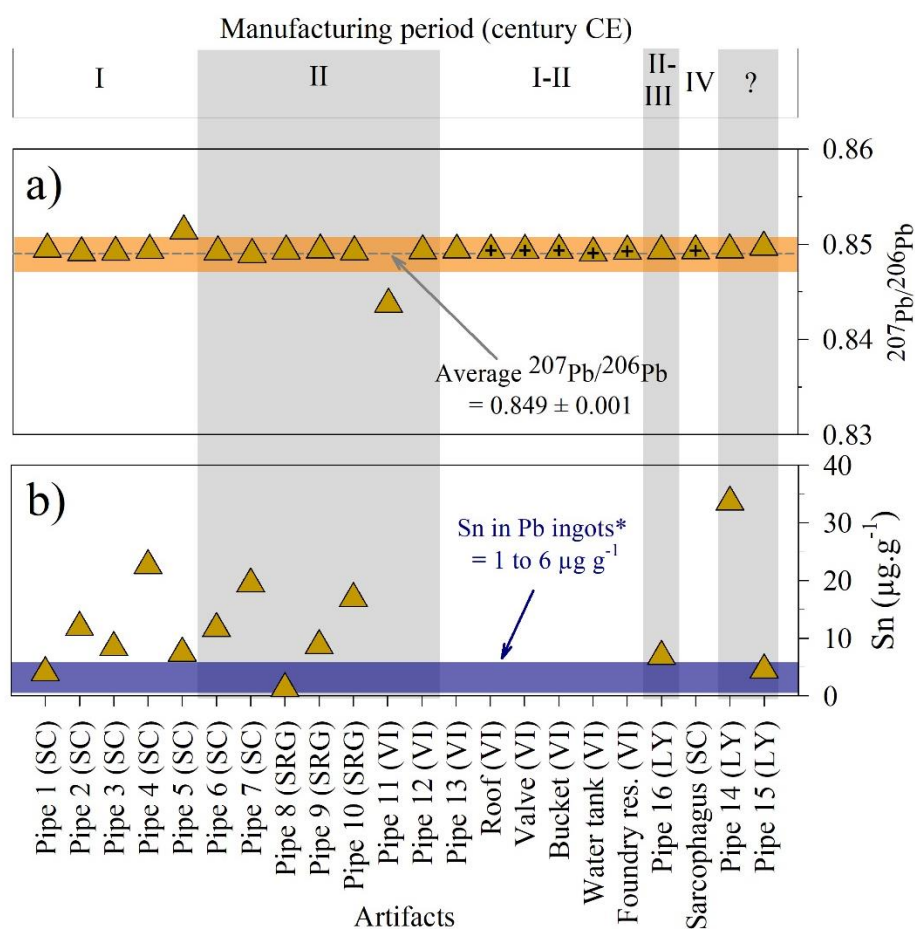 Manufacturing period (century CE)
I II I-II II-III IV ?
a)
0.86
0.85
0.84
0.83
207Pb/206Pb
Average 207Pb/206Pb
= 0.849 ± 0.001
b)
40
30
20
10
0
Sn (µg.g-1)
Sn in Pb ingots*
= 1 to 6 µg g-1
Pipe 1 (SC)
Pipe 2 (SC)
Pipe 3 (SC)
Pipe 4 (SC)
Pipe 5 (SC)
Pipe 6 (SC)
Pipe 7 (SC)
Pipe 8 (SRG)
Pipe 9 (SRG)
Pipe 10 (SRG)
Pipe 11 (VI)
Pipe 12 (VI)
Pipe 13 (VI)
Roof (VI)
Valve (VI)
Bucket (VI)
Water tank (VI)
Foundry res. (VI)
Pipe 16 (LY)
Sarcophagus (SC)
Pipe 14 (LY)
Pipe 15 (LY)
Artifacts